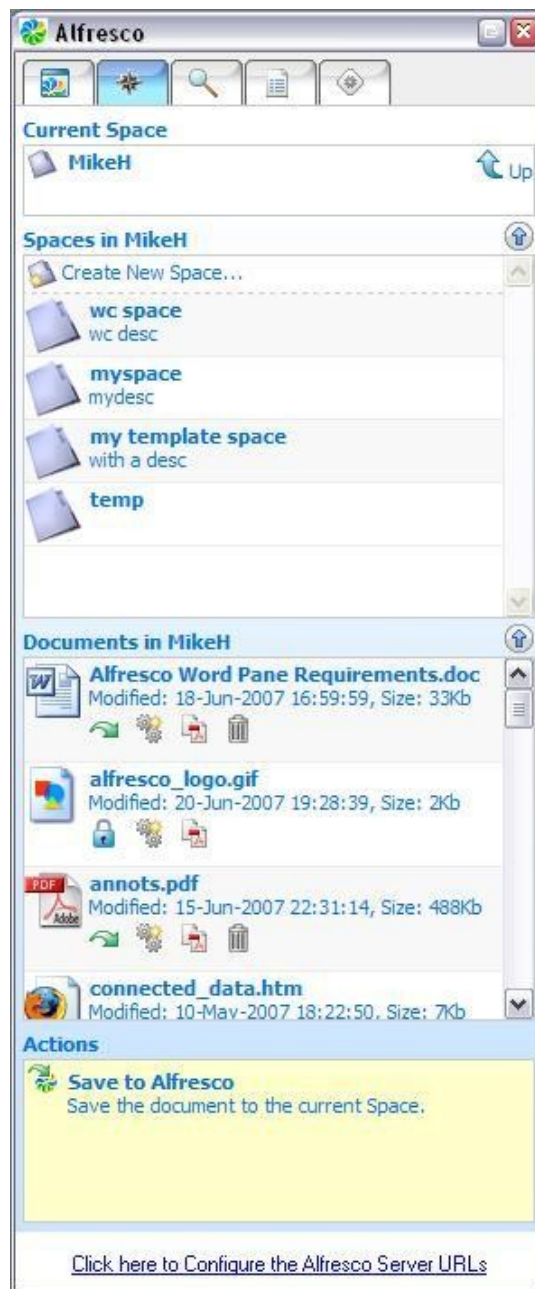 Alfresco
Current Space
MikeH
Up
Spaces in MikeH
Create New Space...
wc space
wc desc
myspace
mydesc
my template space
with a desc
temp
Documents in MikeH
Alfresco Word Pane Requirements.doc
Modified: 18-Jun-2007 16:59:59, Size: 33Kb
alfresco_logo.gif
Modified: 20-Jun-2007 19:28:39, Size: 2Kb
PDF
Adobe
annots.pdf
Modified: 15-Jun-2007 22:31:14, Size: 488Kb
connected_data.htm
Modified: 10-May-2007 18:22:50, Size: 7Kb
Actions
Save to Alfresco
Save the document to the current Space.
Click here to Configure the Alfresco Server URLs